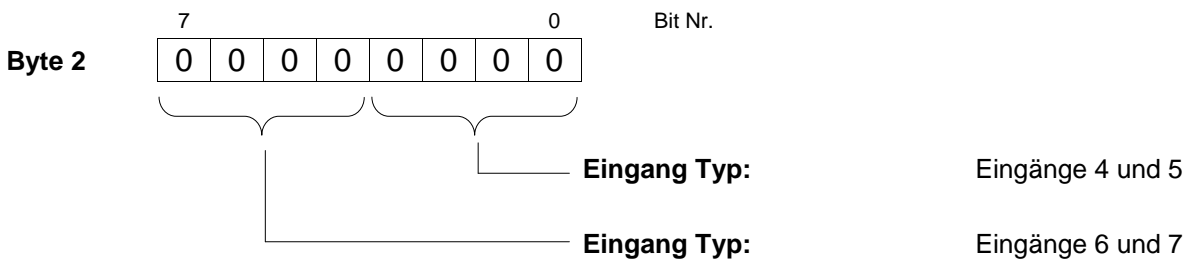 7 0 Bit Nr.
Byte 2 0 0 0 0 0 0 0 0
Eingang Typ: Eingänge 4 und 5
Eingang Typ: Eingänge 6 und 7